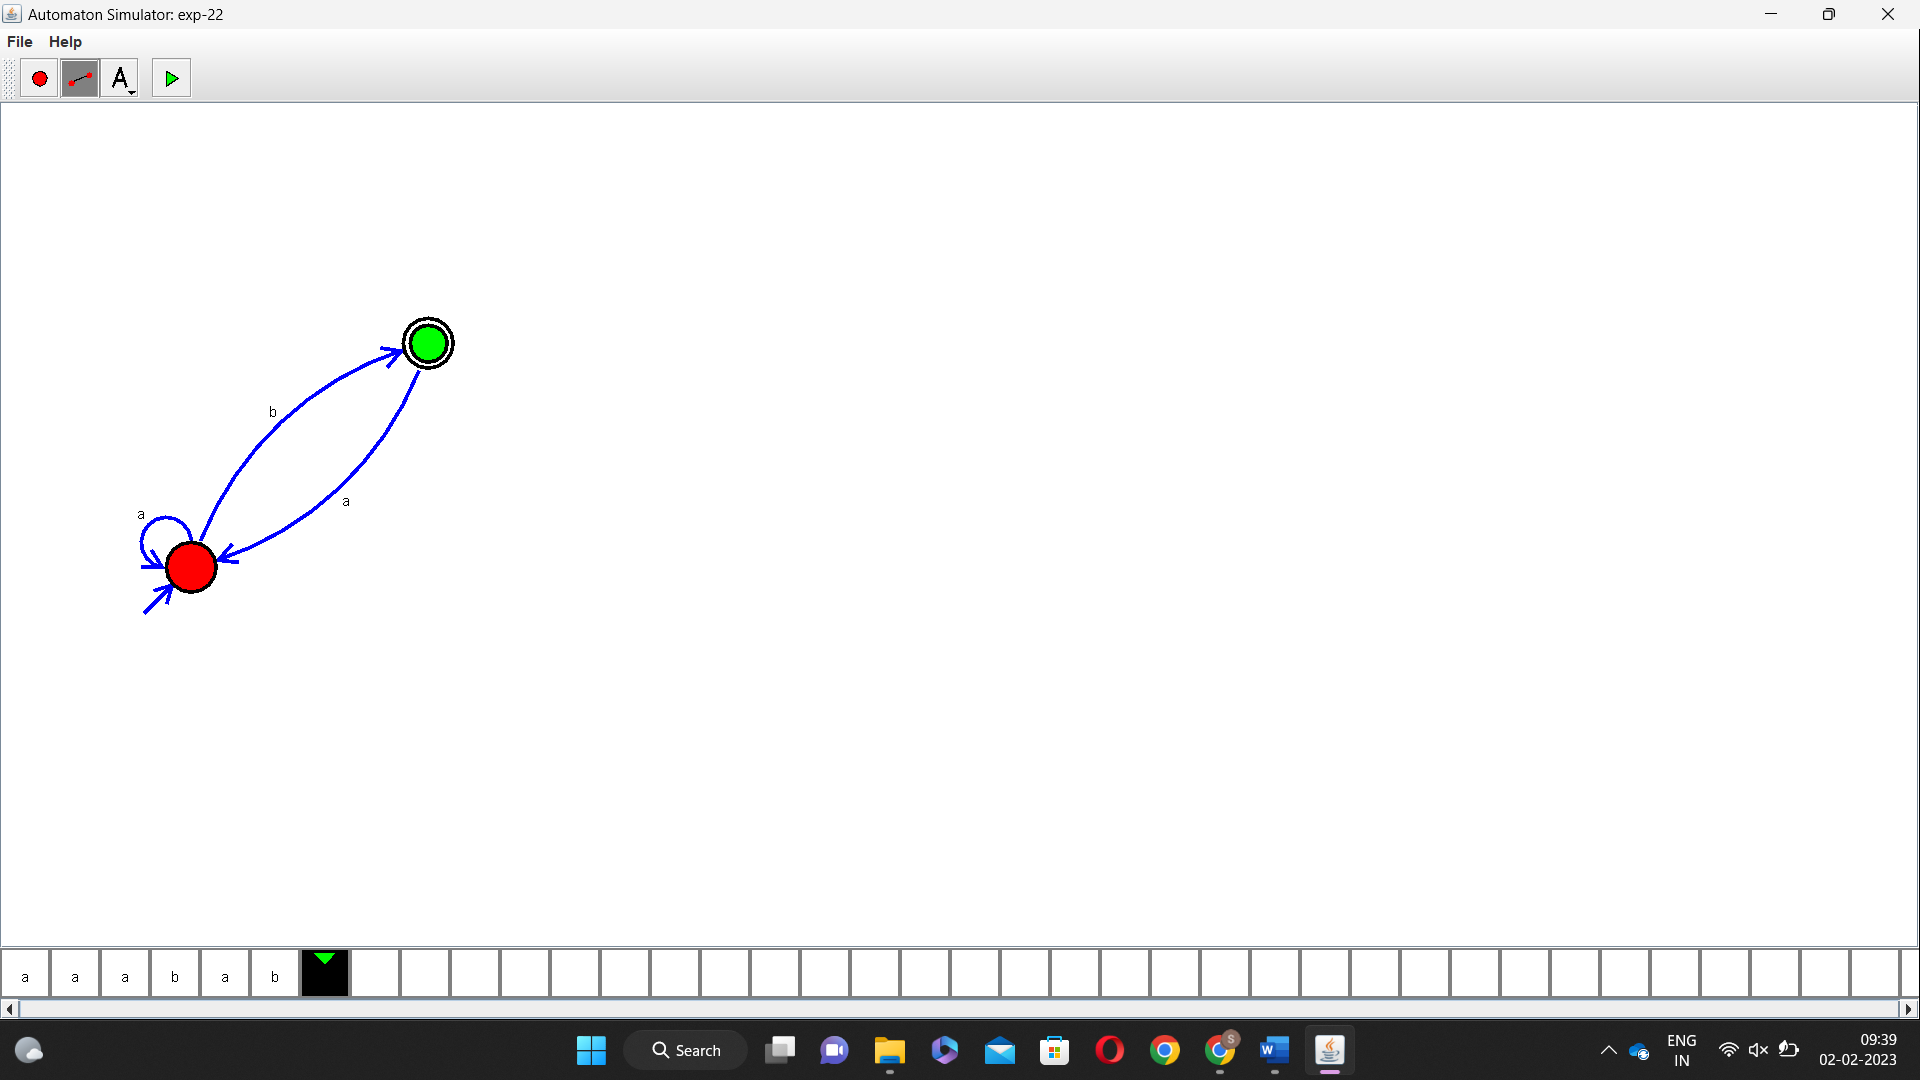 Automaton Simulator: exp-22
File Help
A
b
a
a
a a a b a b
Search
S
W
ENG
IN
09:39
02-02-2023